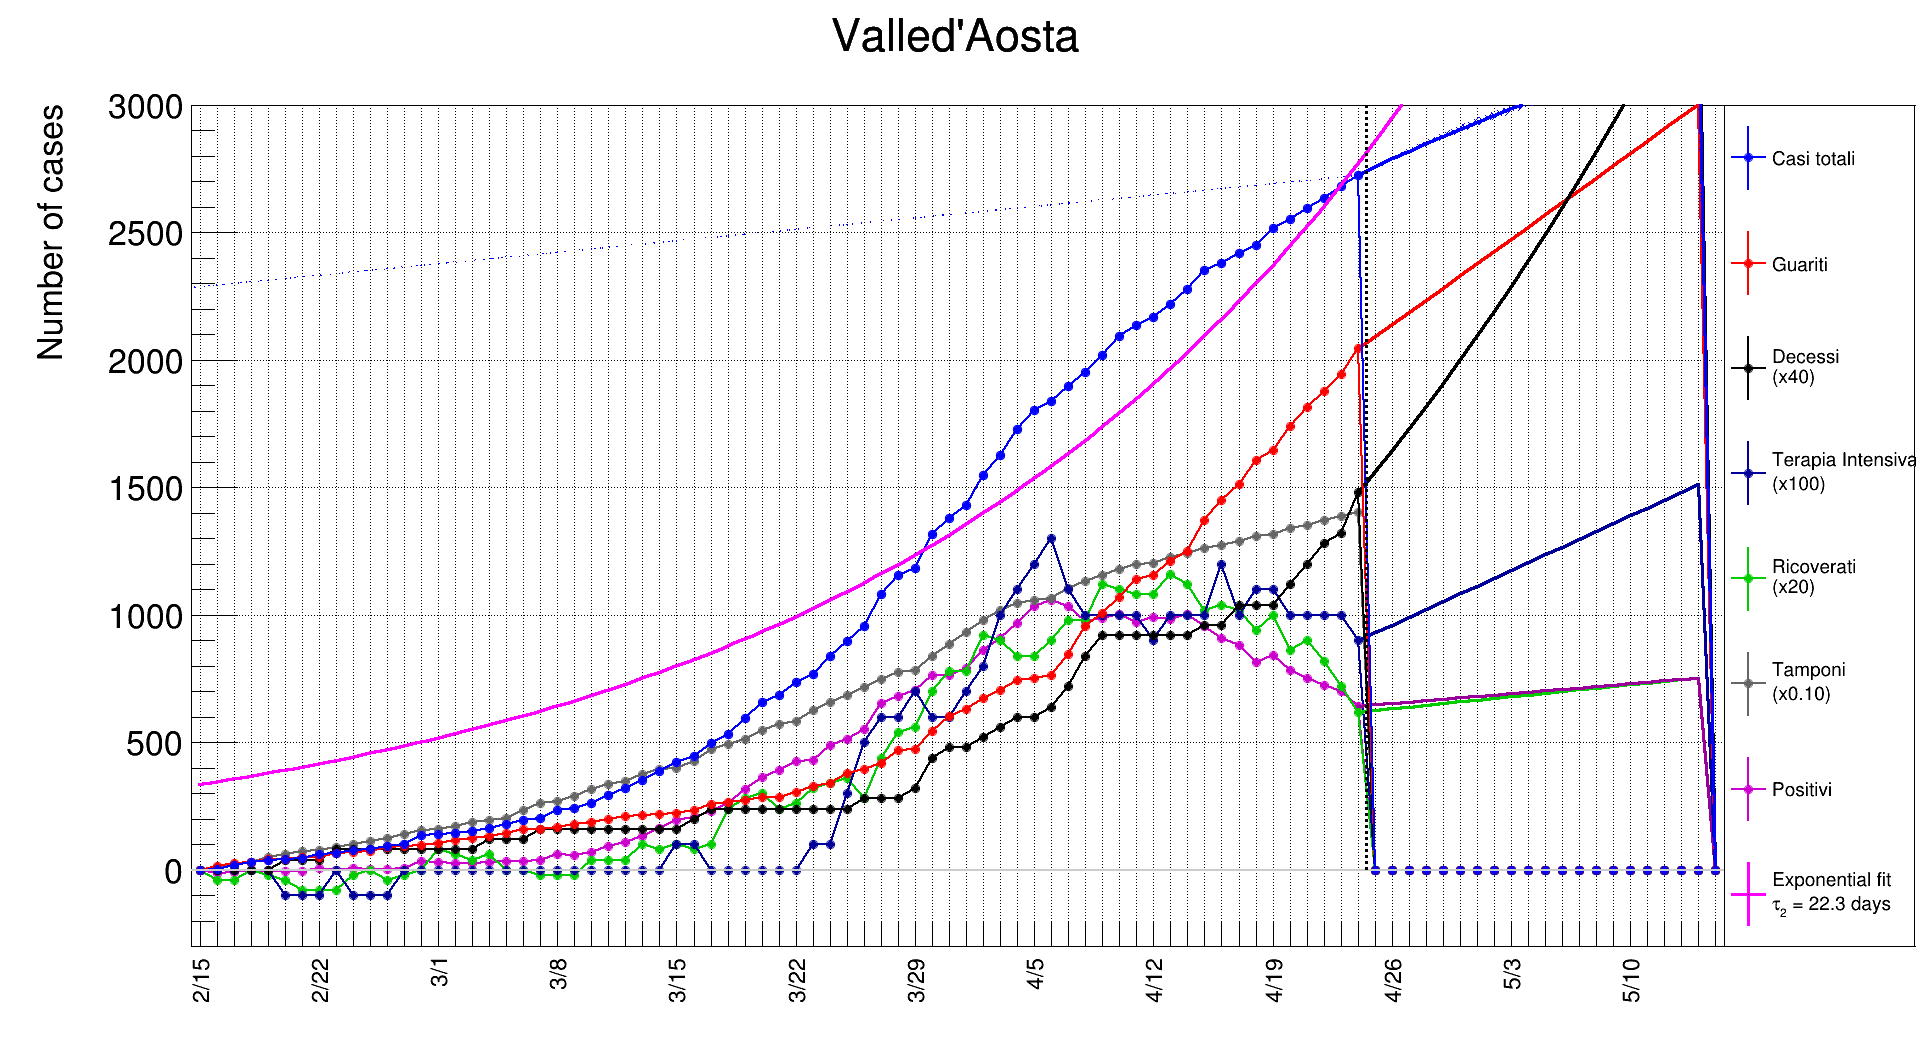 Valled'Aosta
Number of cases
3000
2500
2000
1500
1000
500
0
2/15
2/22
3/1
3/8
3/15
3/22
3/29
4/5
4/12
4/19
4/26
5/3
5/10
Casi totali
Guariti
Decessi
(x40)
Terapia Intensiva
(x100)
Ricoverati
(x20)
Tamponi
(x0.10)
Positivi
Exponential fit
τ2 = 22.3 days